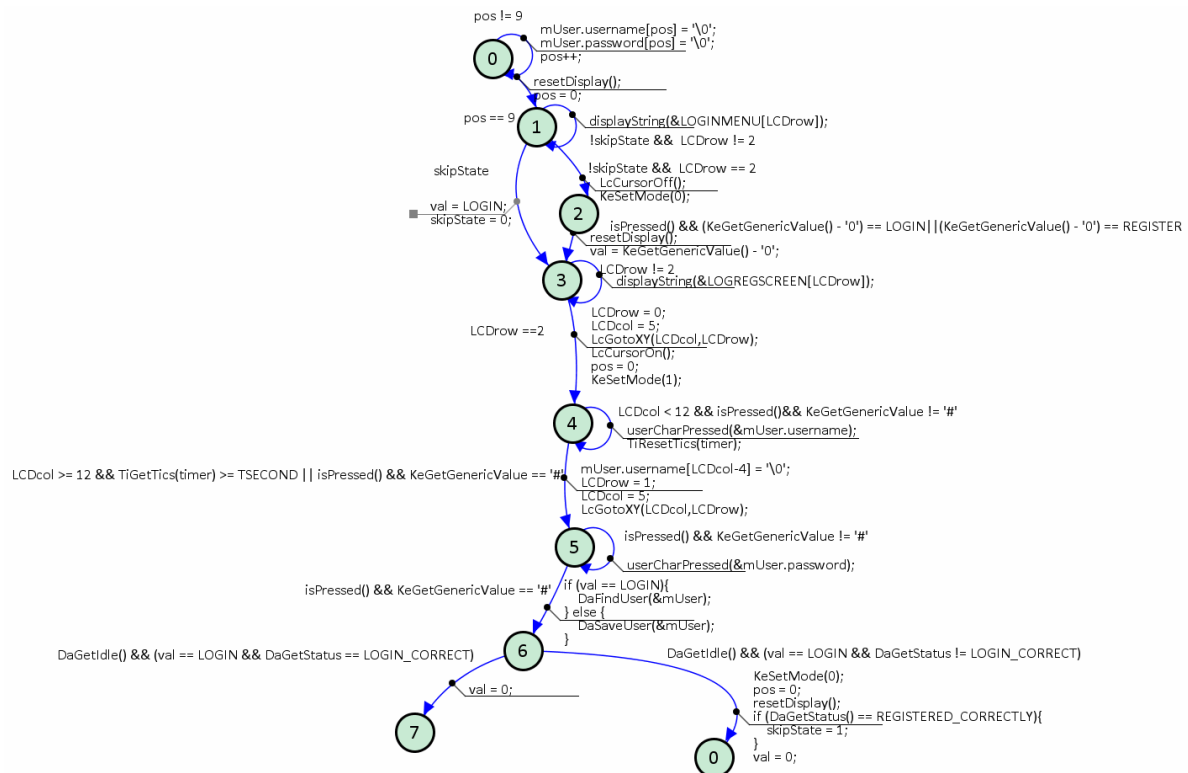 pos != 9
mUser.username[pos] = '\0';
mUser.password[pos] = '\0';
pos++;
0
resetDisplay();
pos = 0;
pos == 9
1
displayString(&LOGINMENU[LCDrow]);
!skipState && LCDrow != 2
skipState
!skipState && LCDrow == 2
LcCursorOff();
KeSetMode(0);
val = LOGIN;
skipState = 0;
2
isPressed() && (KeGetGenericValue() - '0') == LOGIN||(KeGetGenericValue() - '0') == REGISTER
resetDisplay();
val = KeGetGenericValue() - '0';
3
LCDrow != 2
displayString(&LOGREGSCREEN[LCDrow]);
LCDrow ==2
LCDrow = 0;
LCDcol = 5;
LcGotoXY(LCDcol,LCDrow);
LcCursorOn();
pos = 0;
KeSetMode(1);
4
LCDcol < 12 && isPressed()&& KeGetGenericValue != '#'
userCharPressed(&mUser.username);
TiResetTics(timer);
LCDcol >= 12 && TiGetTics(timer) >= TSECOND || isPressed() && KeGetGenericValue == '#'
mUser.username[LCDcol-4] = '\0';
LCDrow = 1;
LCDcol = 5;
LcGotoXY(LCDcol,LCDrow);
5
isPressed() && KeGetGenericValue != '#'
userCharPressed(&mUser.password);
isPressed() && KeGetGenericValue == '#'
if (val == LOGIN){
DaFindUser(&mUser);
} else {
DaSaveUser(&mUser);
}
6
DaGetIdle() && (val == LOGIN && DaGetStatus == LOGIN_CORRECT)
DaGetIdle() && (val == LOGIN && DaGetStatus != LOGIN_CORRECT)
val = 0;
7
KeSetMode(0);
pos = 0;
resetDisplay();
if (DaGetStatus() == REGISTERED_CORRECTLY){
skipState = 1;
}
val = 0;
0